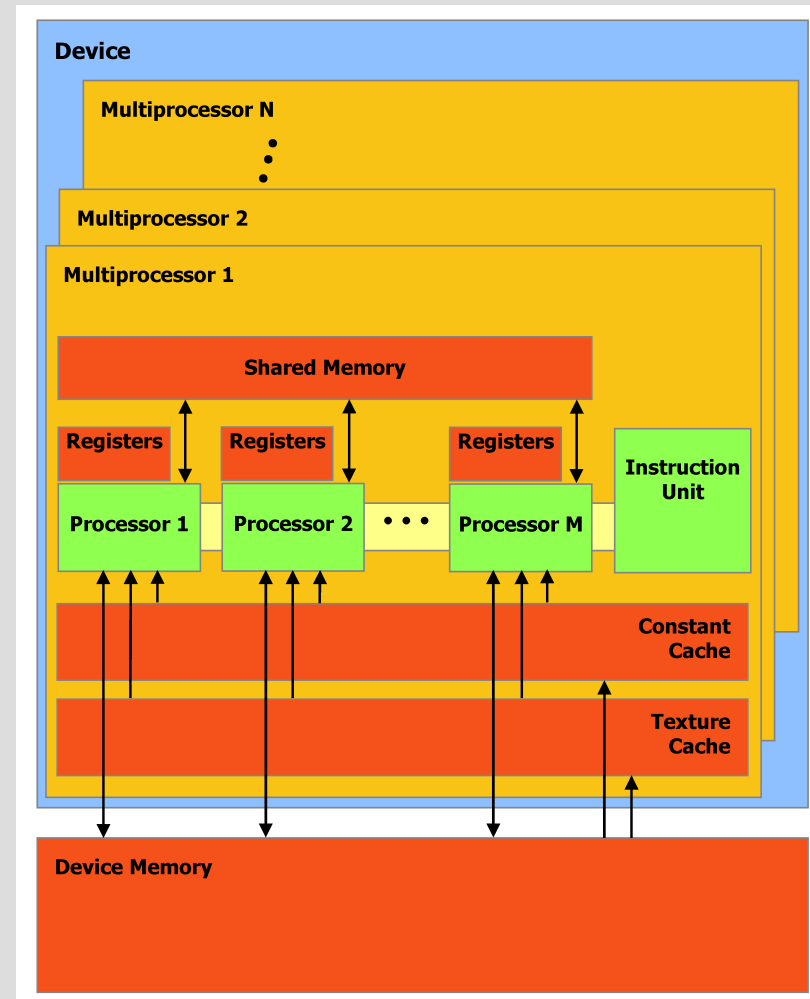 Device
Multiprocessor N
Multiprocessor 2
Multiprocessor 1
Shared Memory
Registers
Registers
Registers
Instruction
Unit
Processor 1
Processor 2
Processor M
Constant
Cache
Texture
Cache
Device Memory